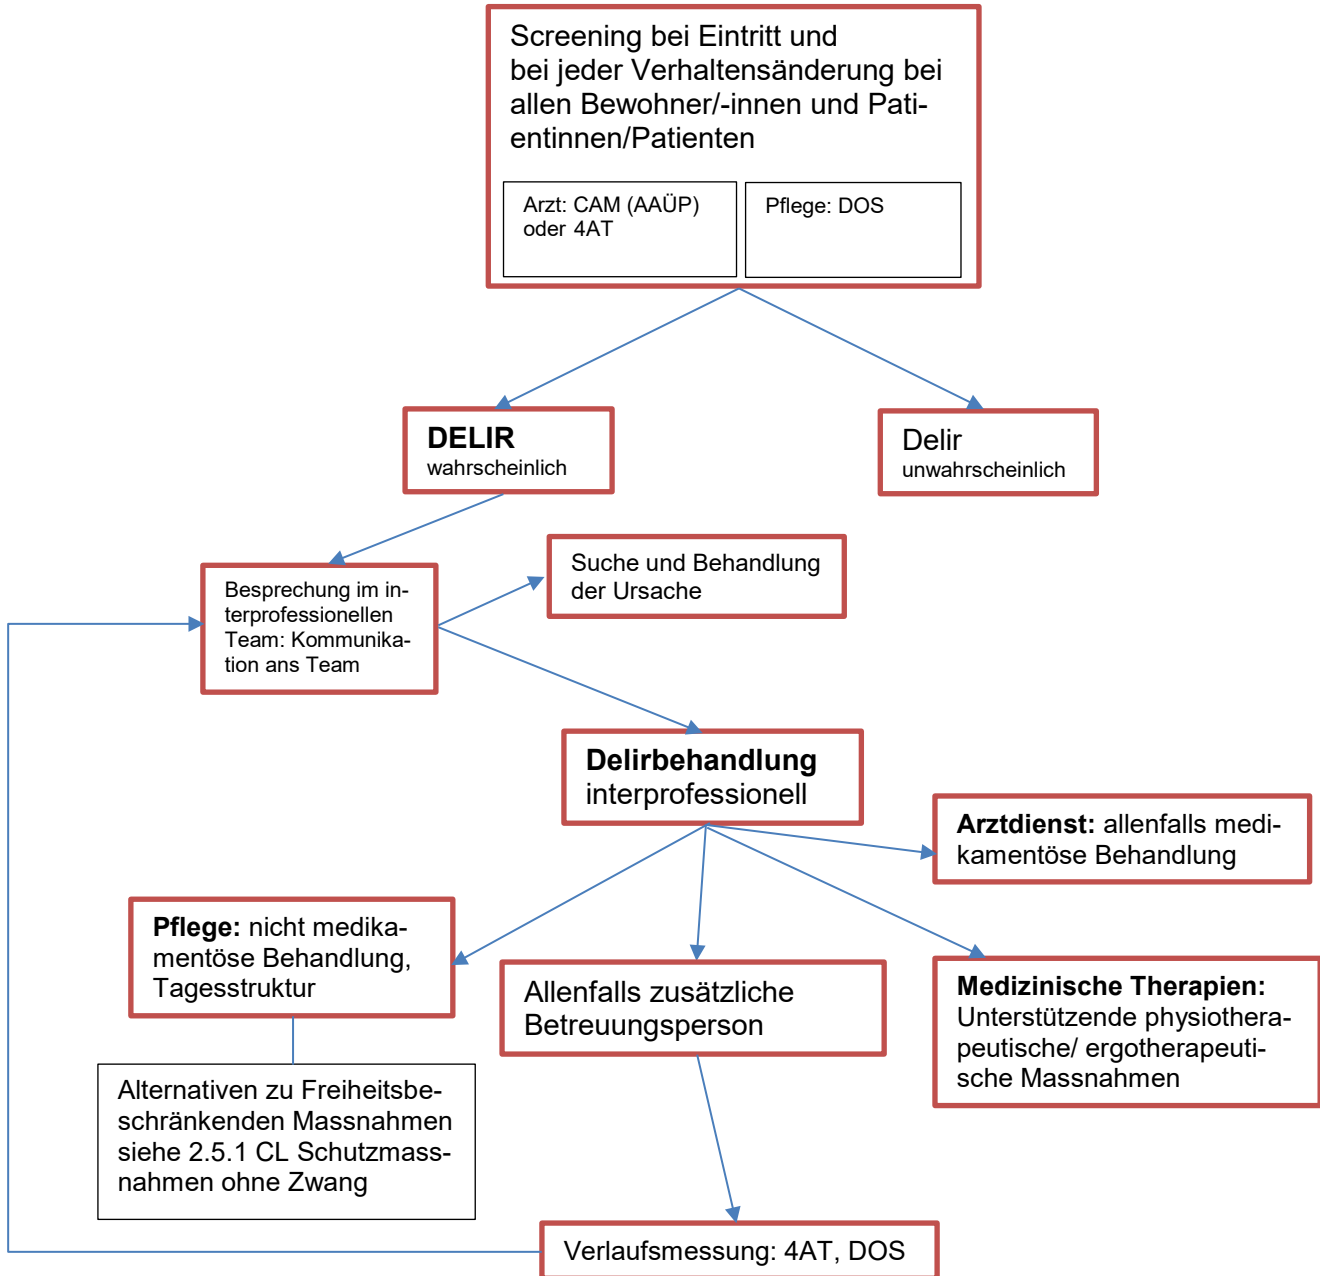 Screening bei Eintritt und
bei jeder Verhaltensänderung bei
allen Bewohner/-innen und Pati-
entinnen/Patienten
Arzt: CAM (AAÜP)
oder 4AT
Pflege: DOS
DELIR
wahrscheinlich
Delir
unwahrscheinlich
Suche und Behandlung
der Ursache
Besprechung im in-
terprofessionellen
Team: Kommunika-
tion ans Team
Delirbehandlung
interprofessionell
Arztdienst: allenfalls medi-
kamentöse Behandlung
Pflege: nicht medika-
mentöse Behandlung,
Tagesstruktur
Allenfalls zusätzliche
Betreuungsperson
Medizinische Therapien:
Unterstützende physiothera-
peutische/ ergotherapeuti-
sche Massnahmen
Alternativen zu Freiheitsbe-
schränkenden Massnahmen
siehe 2.5.1 CL Schutzmass-
nahmen ohne Zwang
Verlaufsmessung: 4AT, DOS